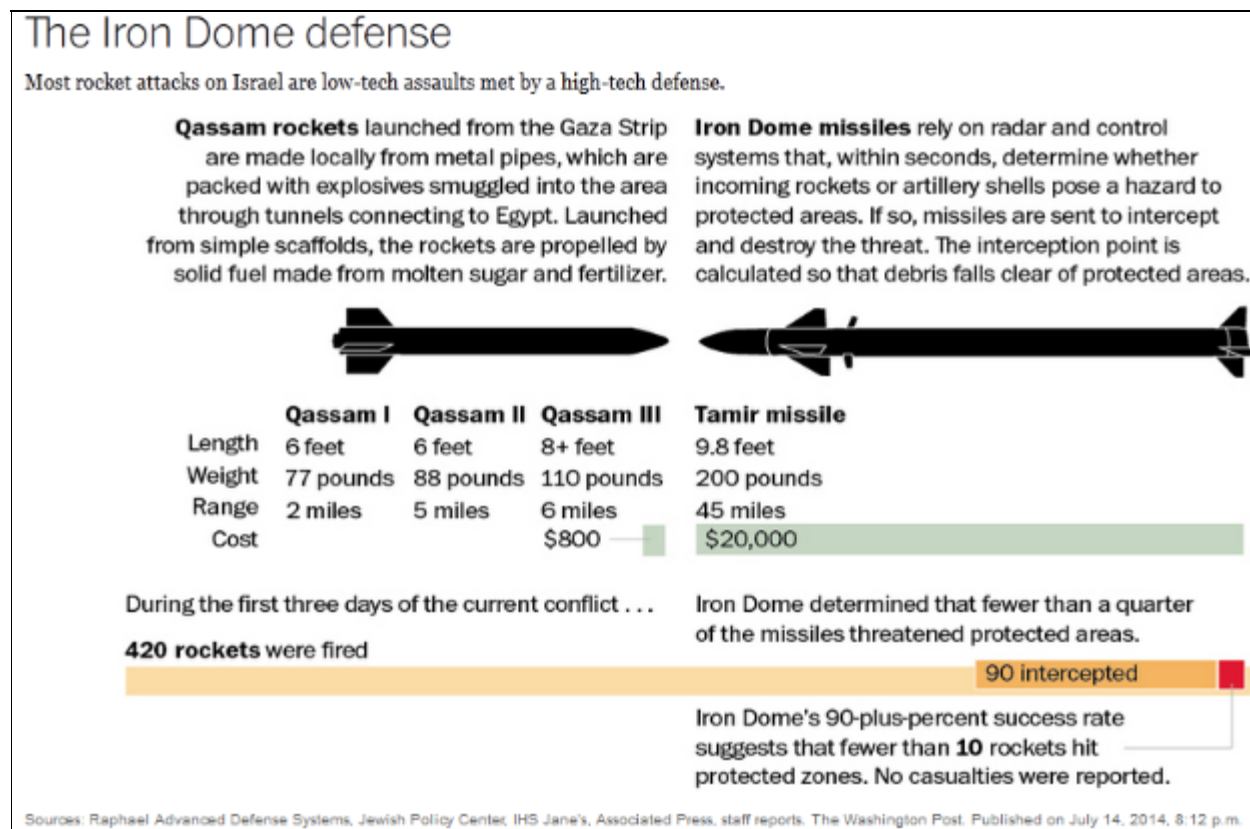 The Iron Dome defense
Most rocket attacks on Israel are low-tech assaults met by a high-tech defense.
Qassam rockets launched from the Gaza Strip
are made locally from metal pipes, which are
packed with explosives smuggled into the area
through tunnels connecting to Egypt. Launched
from simple scaffolds, the rockets are propelled by
solid fuel made from molten sugar and fertilizer.
Iron Dome missiles rely on radar and control
systems that, within seconds, determine whether
incoming rockets or artillery shells pose a hazard to
protected areas. If so, missiles are sent to intercept
and destroy the threat. The interception point is
calculated so that debris falls clear of protected areas.
Qassam I Qassam II Qassam III Tamir missile
Length 6 feet 6 feet 8+ feet 9.8 feet
Weight 77 pounds 88 pounds 110 pounds 200 pounds
Range 2 miles 5 miles 6 miles 45 miles
Cost $800 $20,000
During the first three days of the current conflict . . .
420 rockets were fired
Iron Dome determined that fewer than a quarter
of the missiles threatened protected areas.
90 intercepted
Iron Dome's 90-plus-percent success rate
suggests that fewer than 10 rockets hit
protected zones. No casualties were reported.
Sources: Raphael Advanced Defense Systems, Jewish Policy Center, IHS Jane's, Associated Press, staff reports. The Washington Post. Published on July 14, 2014, 8:12 p.m.